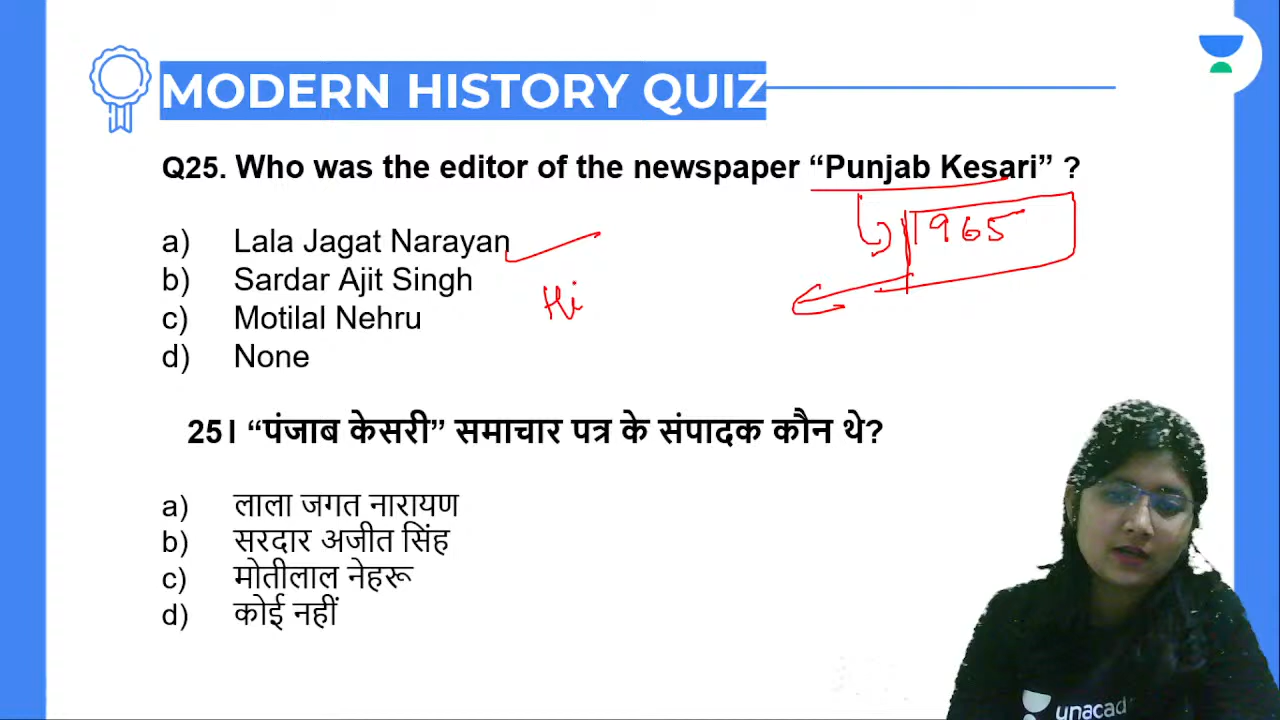 MODERN HISTORY QUIZ
Q25. Who was the editor of the newspaper “Punjab Kesari” ?
1965
a) Lala Jagat Narayan
b) Sardar Ajit Singh
Hi
c) Motilal Nehru
d) None
25। “पंजाब केसरी” समाचार पत्र के संपादक कौन थे?
a) लाला जगत नारायण
b) सरदार अजीत सिंह
c) मोतीलाल नेहरू
d) कोई नहीं
unacad